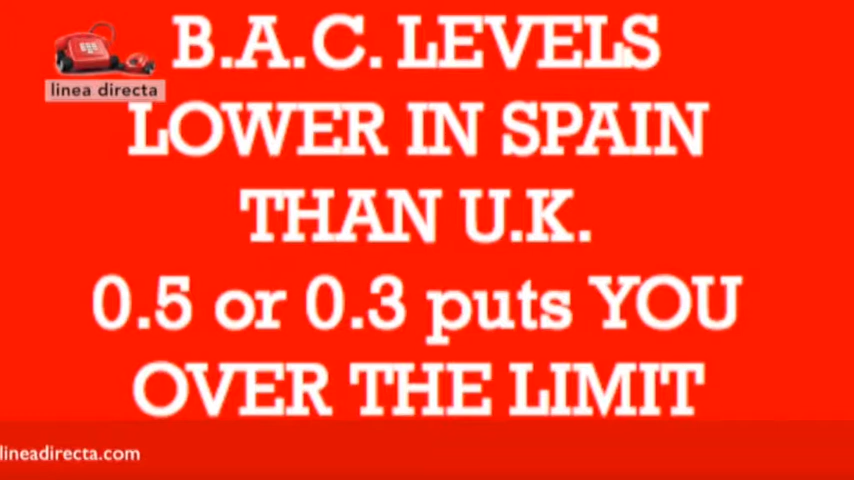 B.A.C. LEVELS
linea directa
LOWER IN SPAIN
THAN U.K.
0.5 or 0.3 puts YOU
OVER THE LIMIT
lineadirecta.com